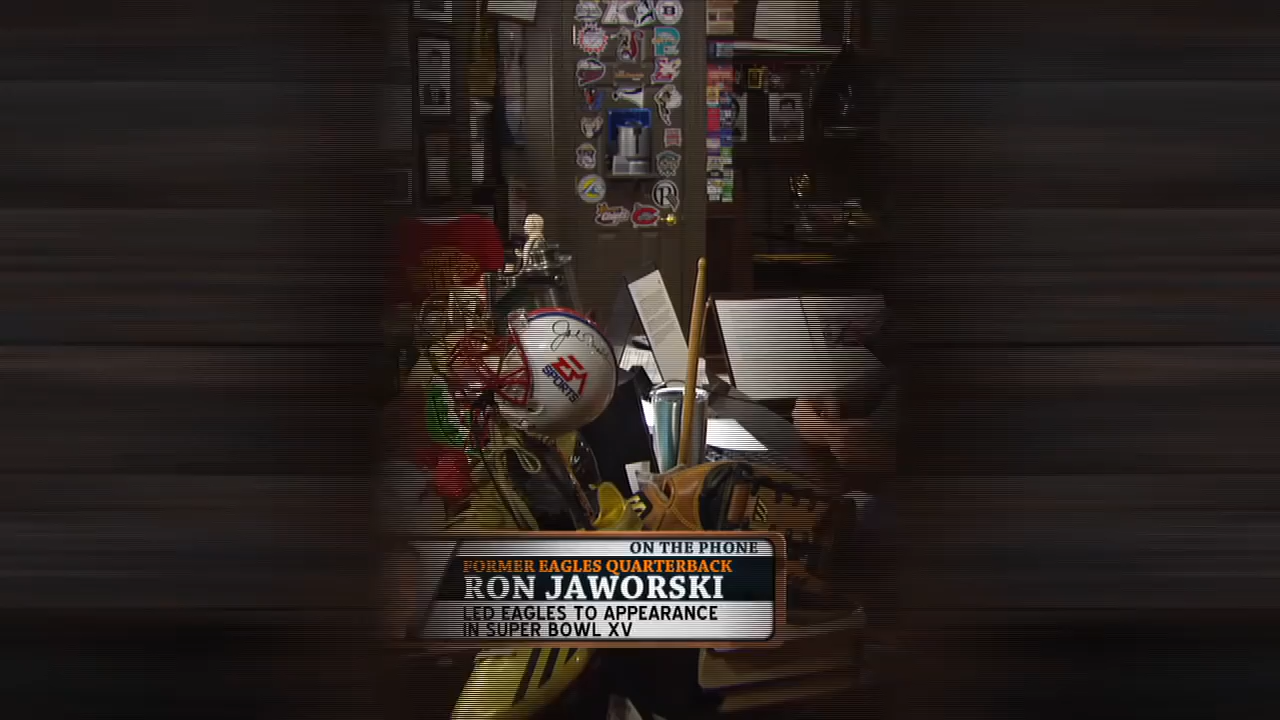 EA
SPORTS
ON THE PHONE
FORMER EAGLES QUARTERBACK
RON JAWORSKI
LED EAGLES TO APPEARANCE
IN SUPER BOWL XV